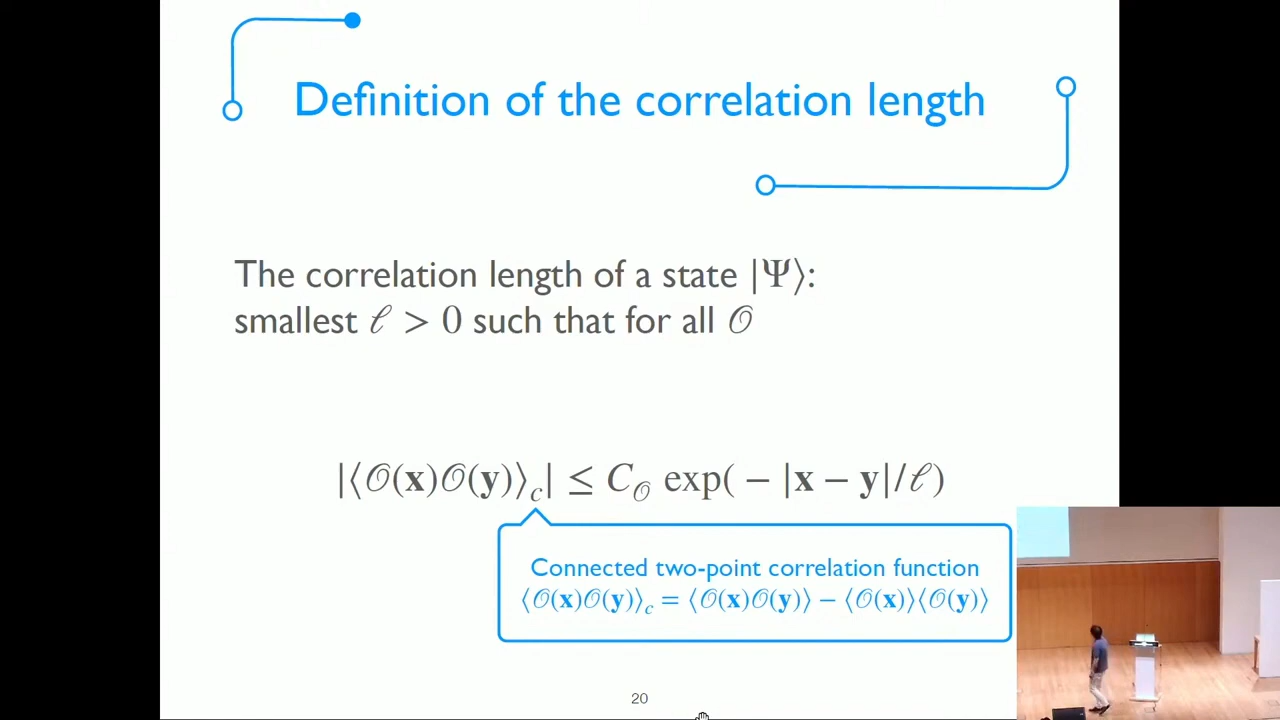 Definition of the correlation length
The correlation length of a state |Ψ⟩:
smallest ℓ > 0 such that for all 𝒪
|⟨𝒪(𝐱)𝒪(𝐲)⟩_c| ≤ C_𝒪 exp( − |𝐱 − 𝐲|/ℓ)
Connected two-point correlation function
⟨𝒪(𝐱)𝒪(𝐲)⟩_c = ⟨𝒪(𝐱)𝒪(𝐲)⟩ − ⟨𝒪(𝐱)⟩⟨𝒪(𝐲)⟩
20